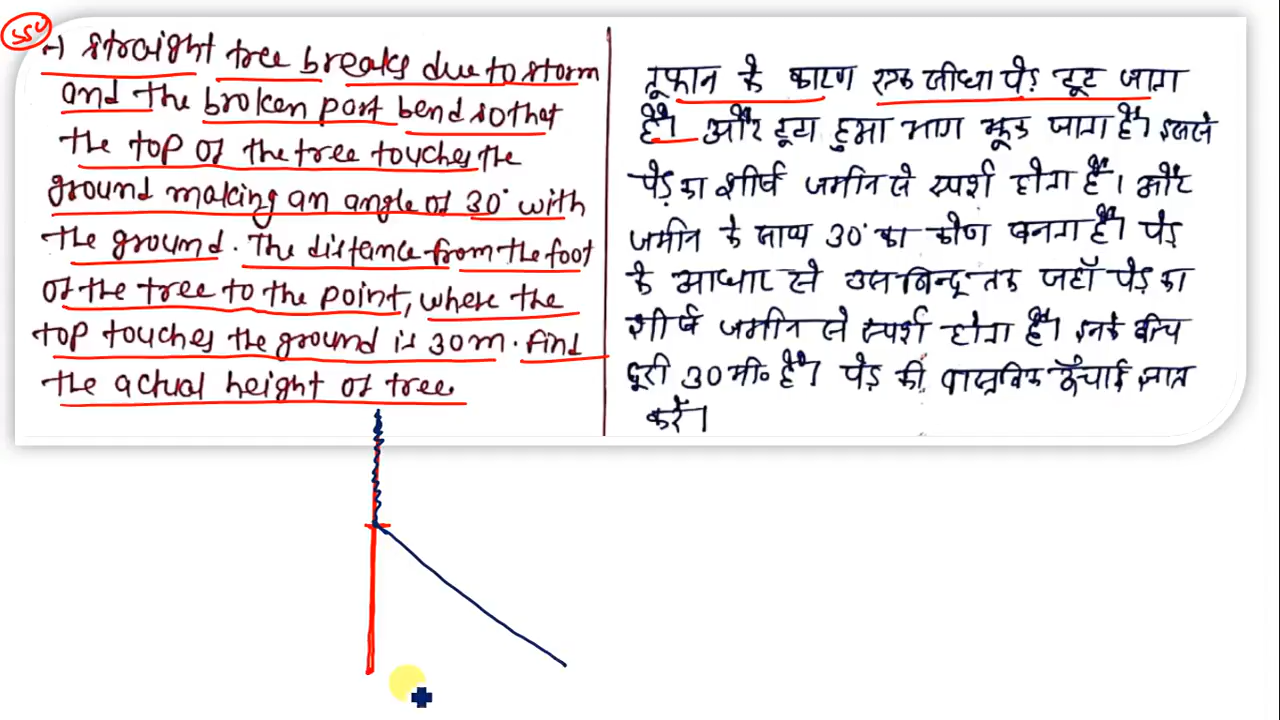 550
→ straight tree breaks due to storm
and the broken part bend so that
the top of the tree touches the
ground making an angle of 30° with
the ground. The distance from the foot
of the tree to the point, where the
top touches the ground is 30m. find
the actual height of tree.
तूफान के कारण एक सीधा पेड़ टूट जाता
है। और टूटा हुआ भाग झूक जाता है। इससे
पेड़ का शीर्ष जमीन से स्पर्श होता है। और
जमीन के साथ 30° का कोण बनता है। पेड़
के आधार से उस बिन्दू तक जहाँ पेड़ का
शीर्ष जमीन से स्पर्श होता है। इनके बीच
दूरी 30मी॰ है। पेड़ की वास्तविक ऊँचाई ज्ञात
करें।